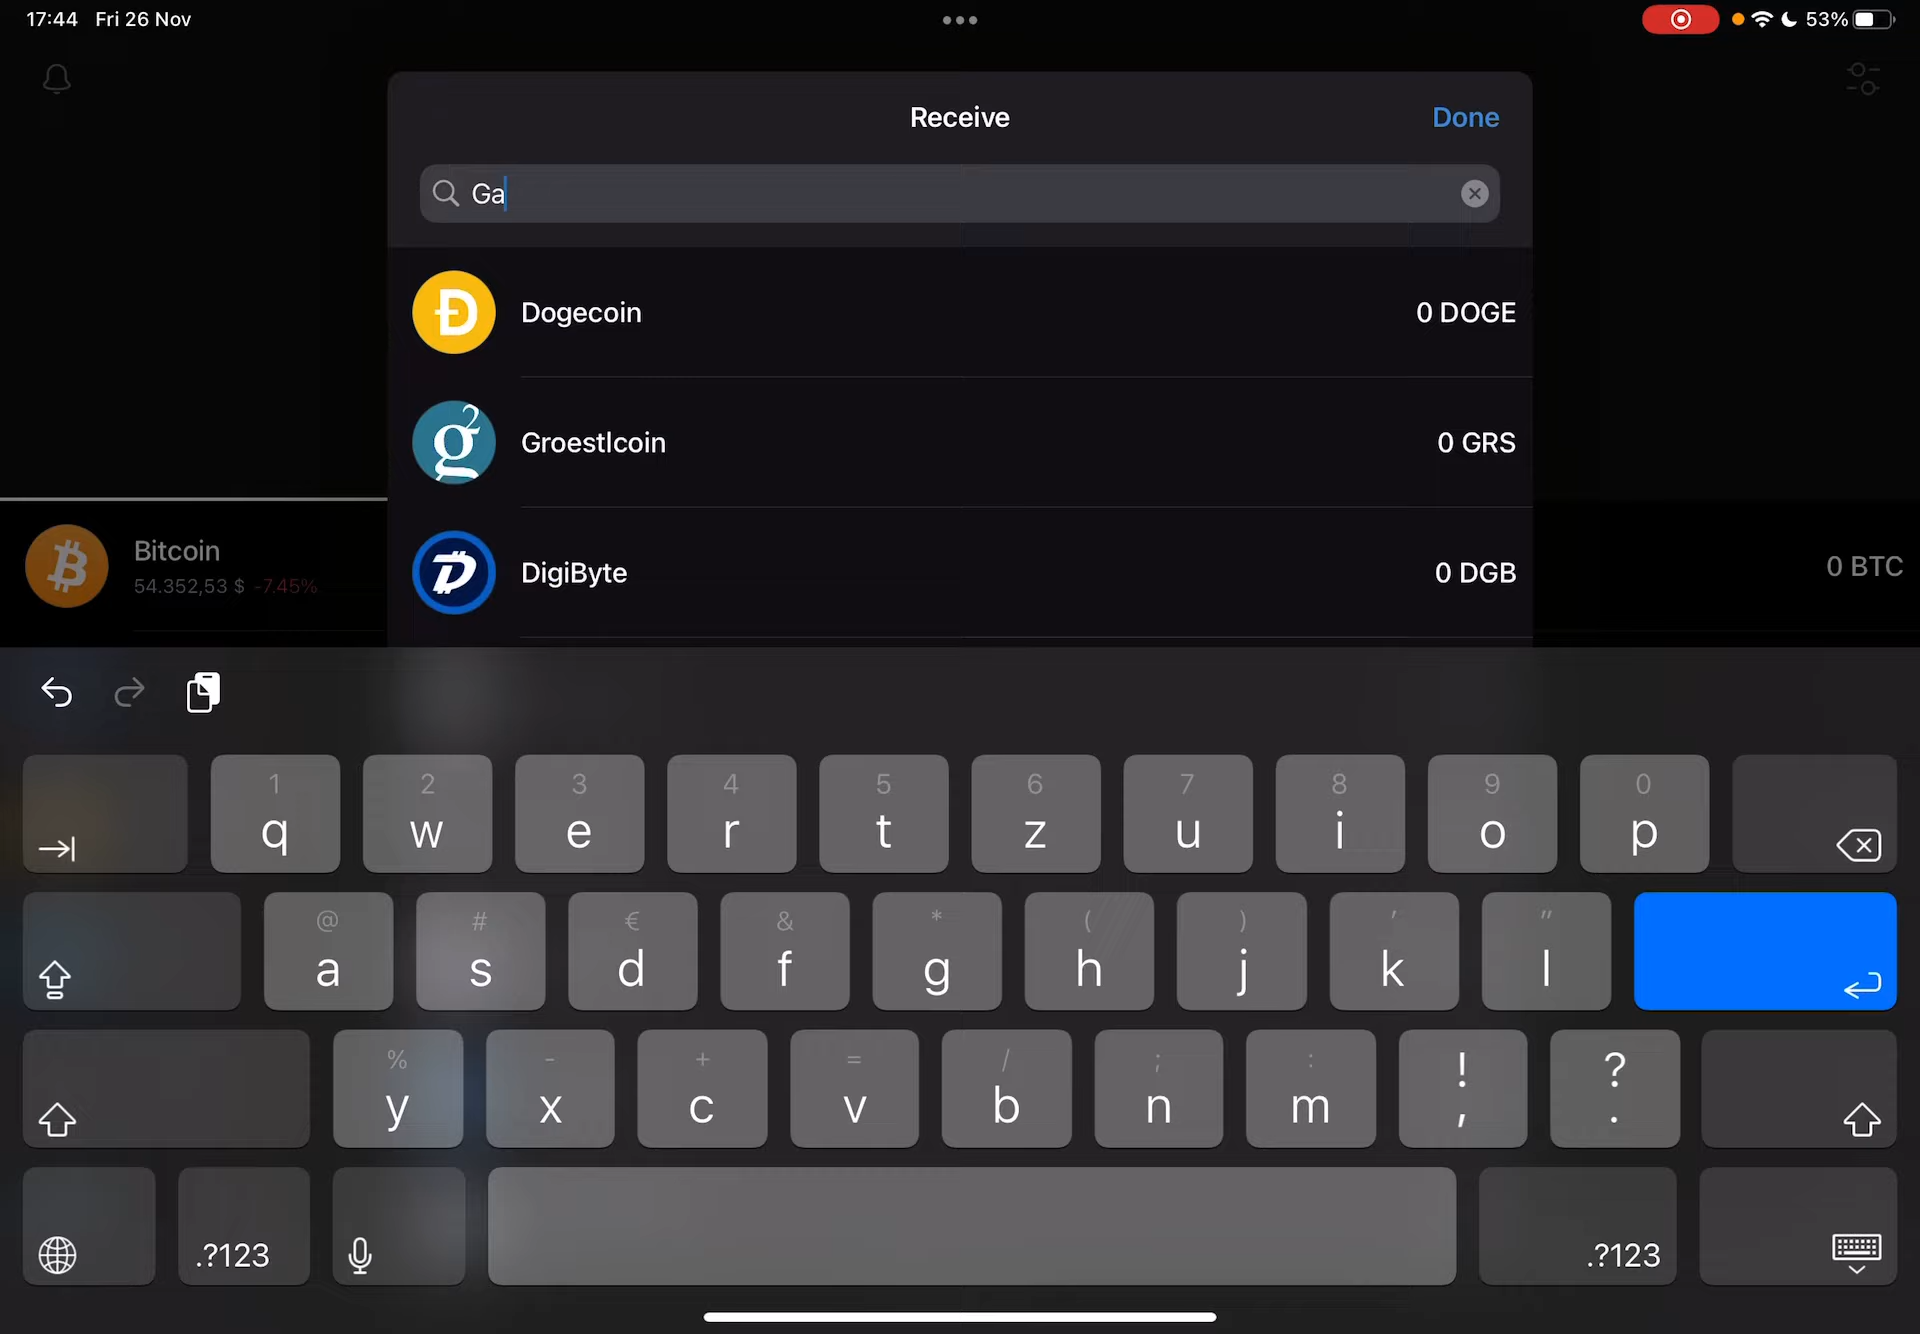 17:44 Fri 26 Nov
53%
Receive
Done
Ga
Dogecoin
0 DOGE
Groestlcoin
0 GRS
DigiByte
0 DGB
Bitcoin
54.352,53 $ -7.45%
0 BTC
1 2 3 4 5 6 7 8 9 0
q w e r t z u i o p
@ # € & * ( ) ' "
a s d f g h j k l
% - + = / ; : ! ?
y x c v b n m , .
.?123
.?123